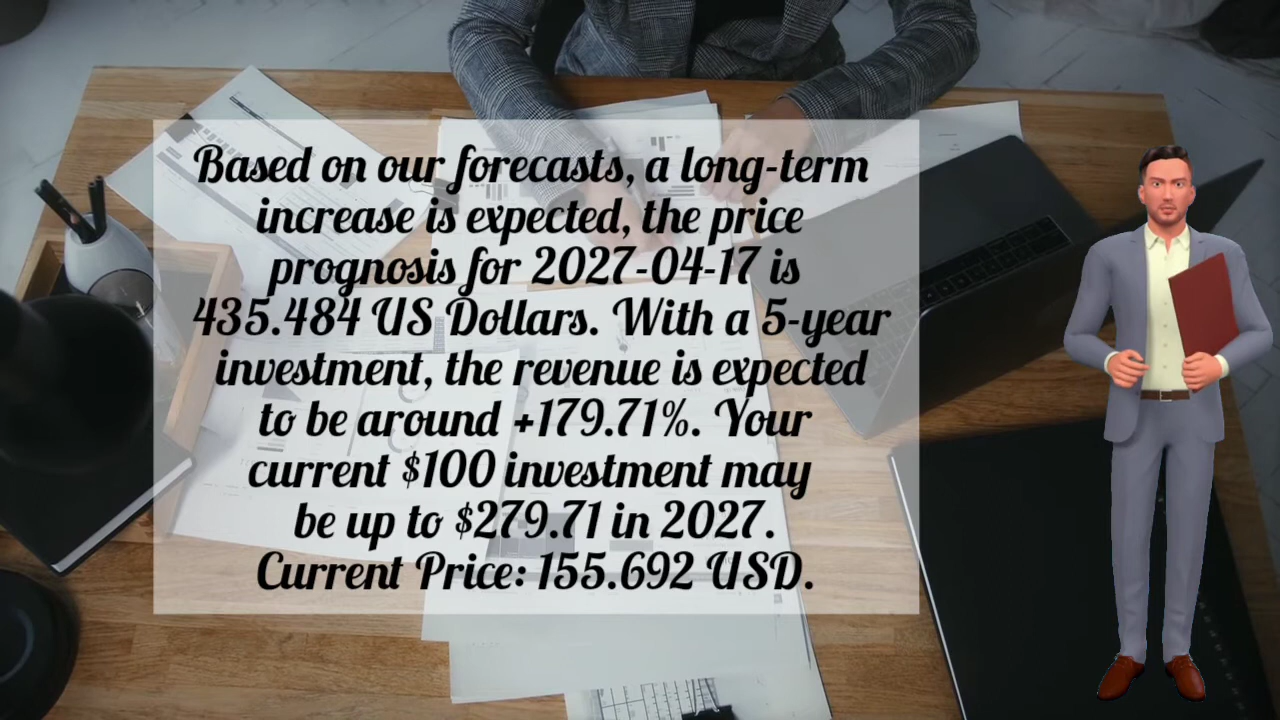 Based on our forecasts, a long-term
increase is expected, the price
prognosis for 2027-04-17 is
435.484 US Dollars. With a 5-year
investment, the revenue is expected
to be around +179.71%. Your
current $100 investment may
be up to $279.71 in 2027.
Current Price: 155.692 USD.